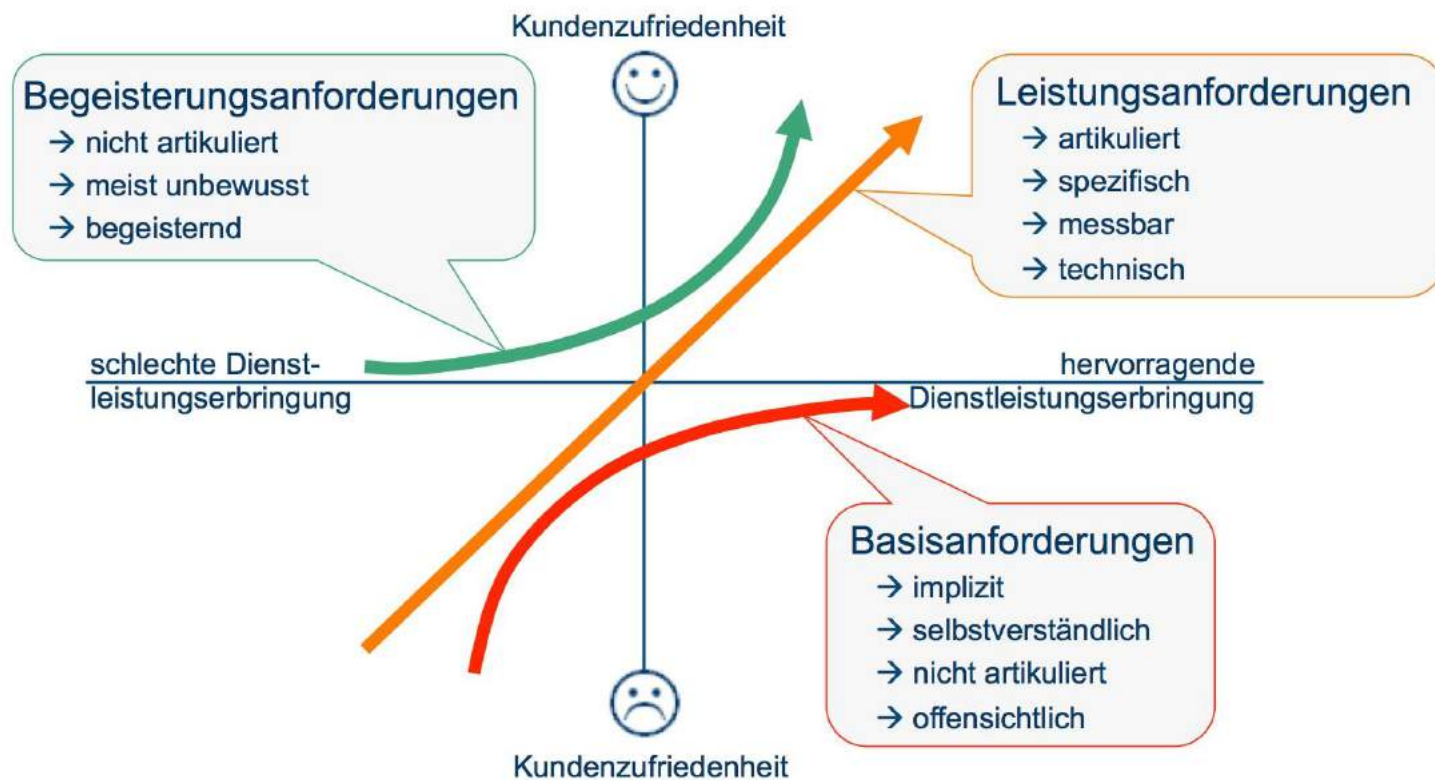 Kundenzufriedenheit
Begeisterungsanforderungen
→ nicht artikuliert
→ meist unbewusst
→ begeisternd
Leistungsanforderungen
→ artikuliert
→ spezifisch
→ messbar
→ technisch
schlechte Dienst-
leistungserbringung
hervorragende
Dienstleistungserbringung
Basisanforderungen
→ implizit
→ selbstverständlich
→ nicht artikuliert
→ offensichtlich
Kundenzufriedenheit